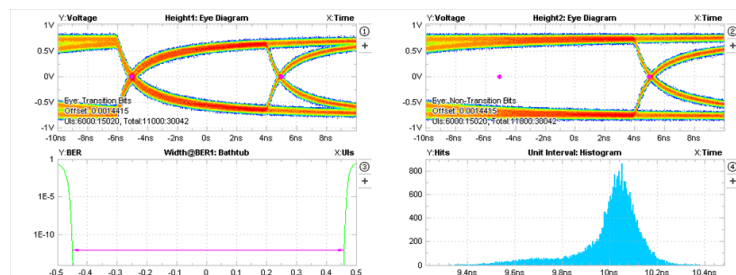 Y:Voltage Height1: Eye Diagram X:Time
1V
0.5V
0V
-0.5V
-1V
Eye: Transition Bits
Offset: 0.0014415
UIs:6000:15020, Total:11000:30042
-10ns -8ns -6ns -4ns -2ns 0s 2ns 4ns 6ns 8ns
1
+
Y:Voltage Height2: Eye Diagram X:Time
1V
0.5V
0V
-0.5V
-1V
Eye: Non-Transition Bits
Offset: 0.0014415
UIs:6000:15020, Total:11800:30042
-10ns -8ns -6ns -4ns -2ns 0s 2ns 4ns 6ns 8ns
2
+
Y:BER Width@BER1: Bathtub X:UIs
1
1E-5
1E-10
-0.5 -0.4 -0.3 -0.2 -0.1 0.0 0.1 0.2 0.3 0.4 0.5
3
+
Y:Hits Unit Interval: Histogram X:Time
800
600
400
200
0
9.4ns 9.6ns 9.8ns 10ns 10.2ns 10.4ns
4
+